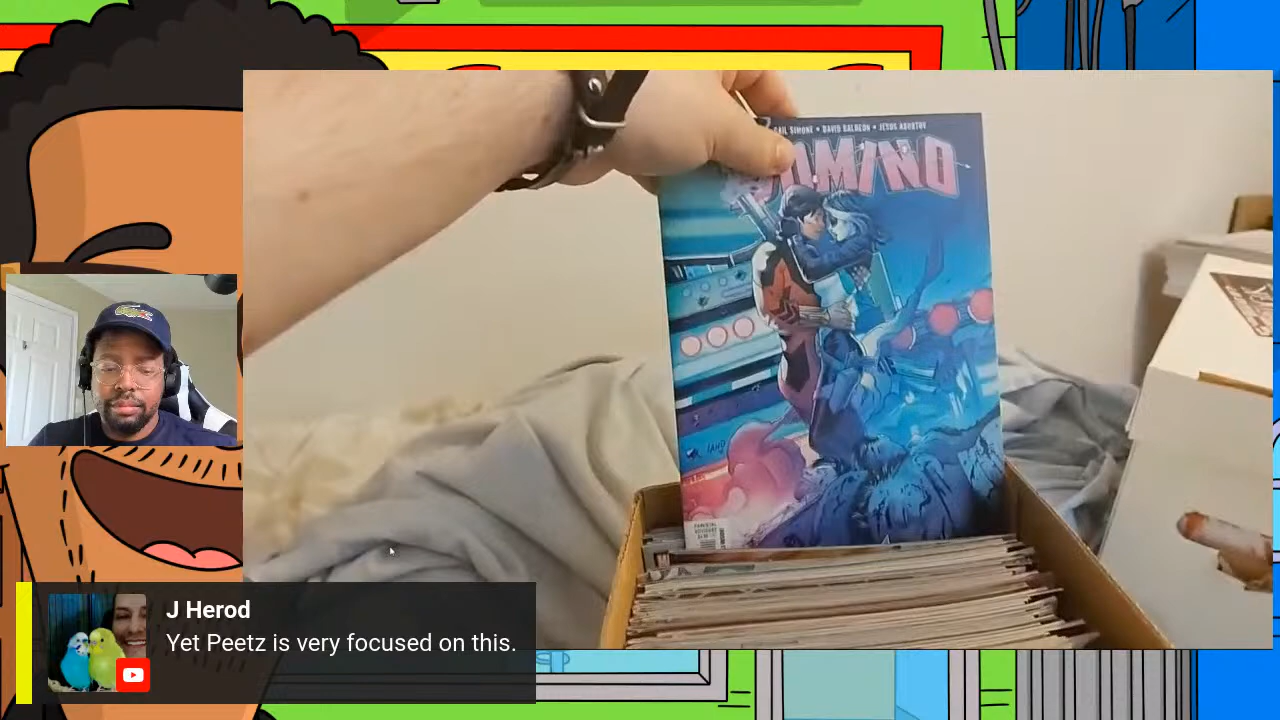 GAIL SIMONE • DAVID BALDEON • JESUS ABURTOV
DOMINO
J Herod
Yet Peetz is very focused on this.